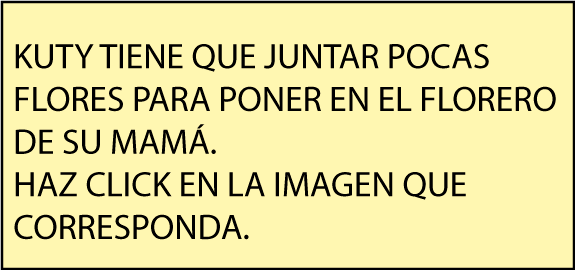 KUTY TIENE QUE JUNTAR POCAS
FLORES PARA PONER EN EL FLORERO
DE SU MAMÁ.
HAZ CLICK EN LA IMAGEN QUE
CORRESPONDA.